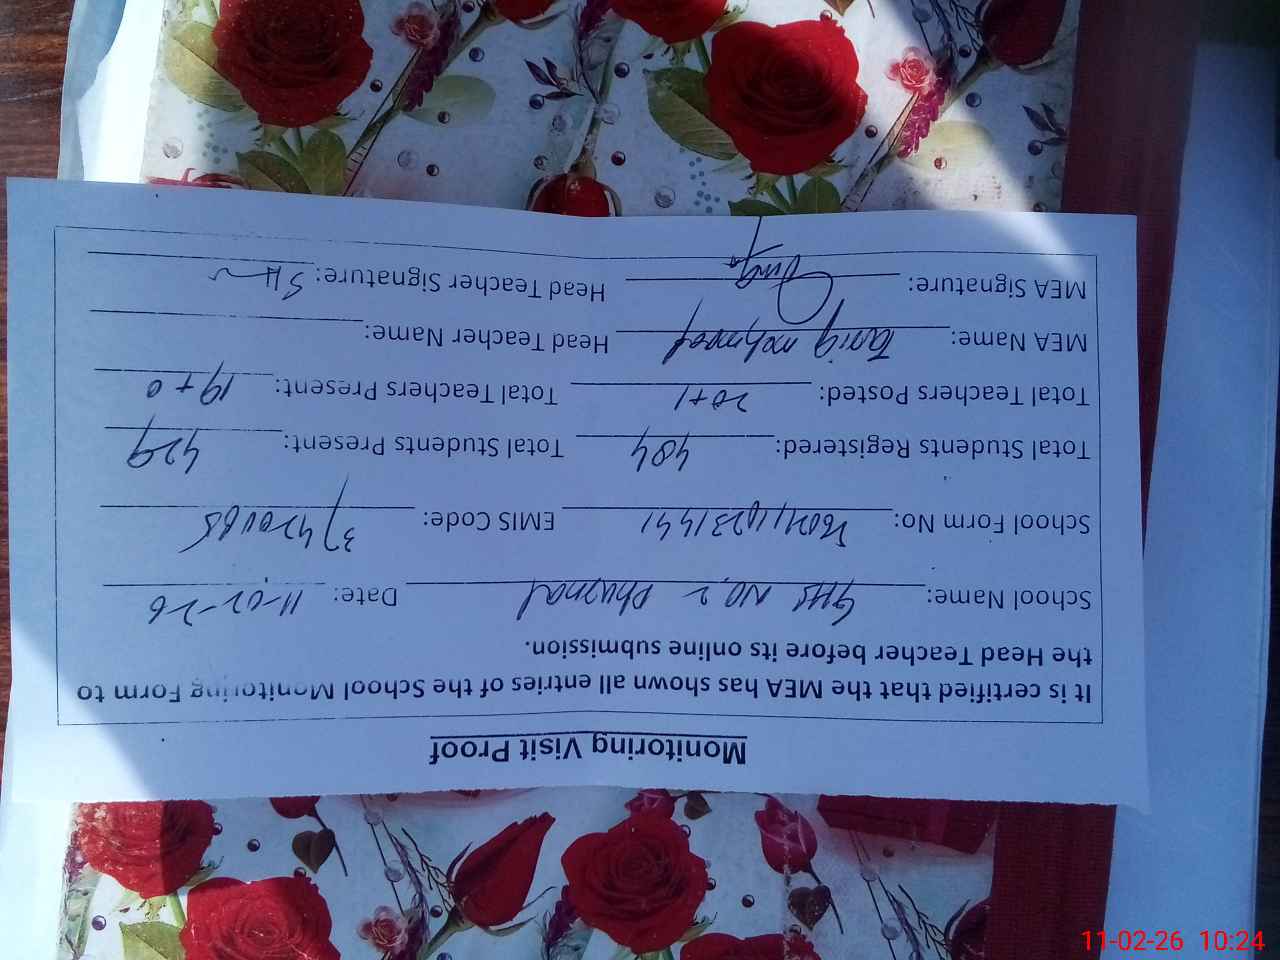 Monitoring Visit Proof
It is certified that the MEA has shown all entries of the School Monitoring Form to
the Head Teacher before its online submission.
School Name: GHS NO, 2 Dhurnal Date: 11-02-26
School Form No: EMIS Code:
Total Students Registered: 484 Total Students Present: 429
Total Teachers Posted: 20+1 Total Teachers Present: 19+0
MEA Name: Tariq mehmood Head Teacher Name:
MEA Signature: Head Teacher Signature:
11-02-26 10:24